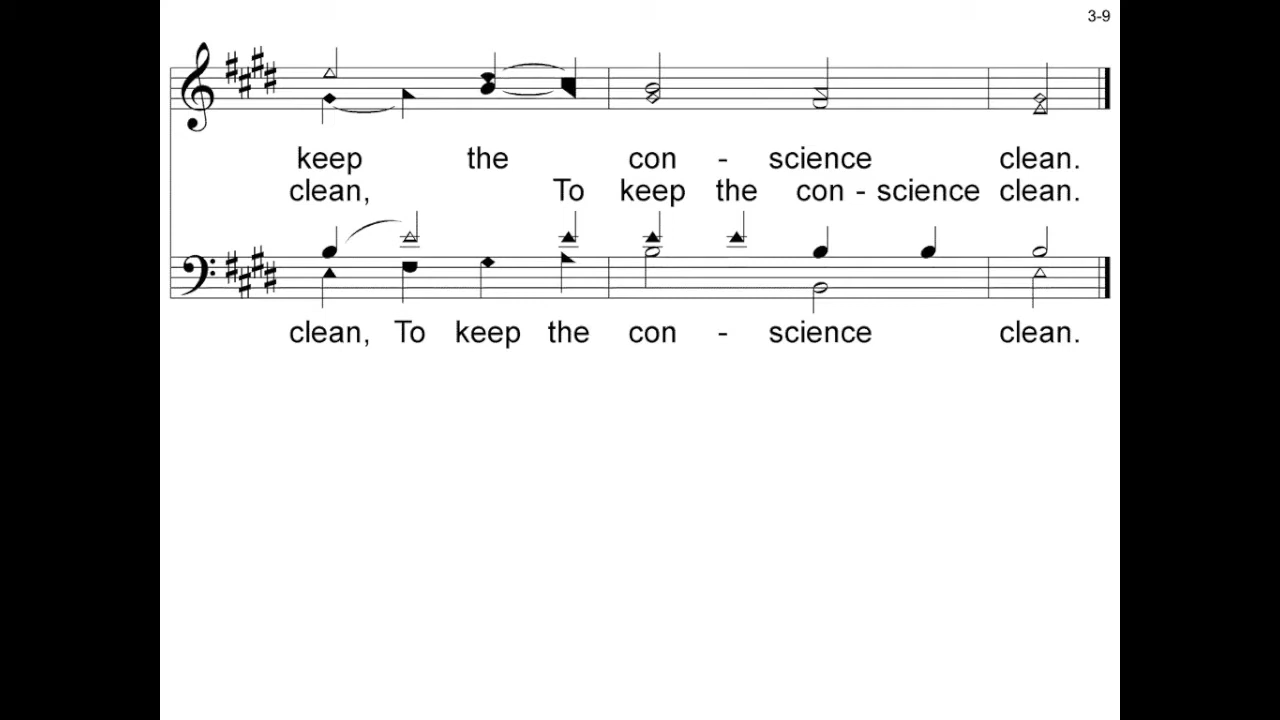 3-9
keep the con - science clean.
clean, To keep the con - science clean.
clean, To keep the con - science clean.